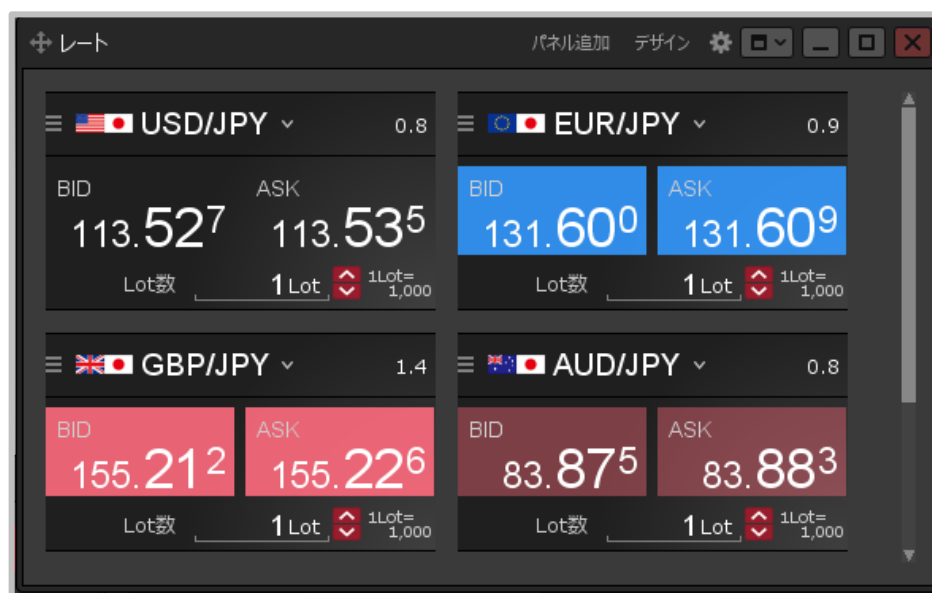 レート
パネル追加 デザイン
USD/JPY 0.8
BID ASK
113.527 113.535
Lot数 1 Lot 1Lot=1,000
EUR/JPY 0.9
BID ASK
131.600 131.609
Lot数 1 Lot 1Lot=1,000
GBP/JPY 1.4
BID ASK
155.212 155.226
Lot数 1 Lot 1Lot=1,000
AUD/JPY 0.8
BID ASK
83.875 83.883
Lot数 1 Lot 1Lot=1,000